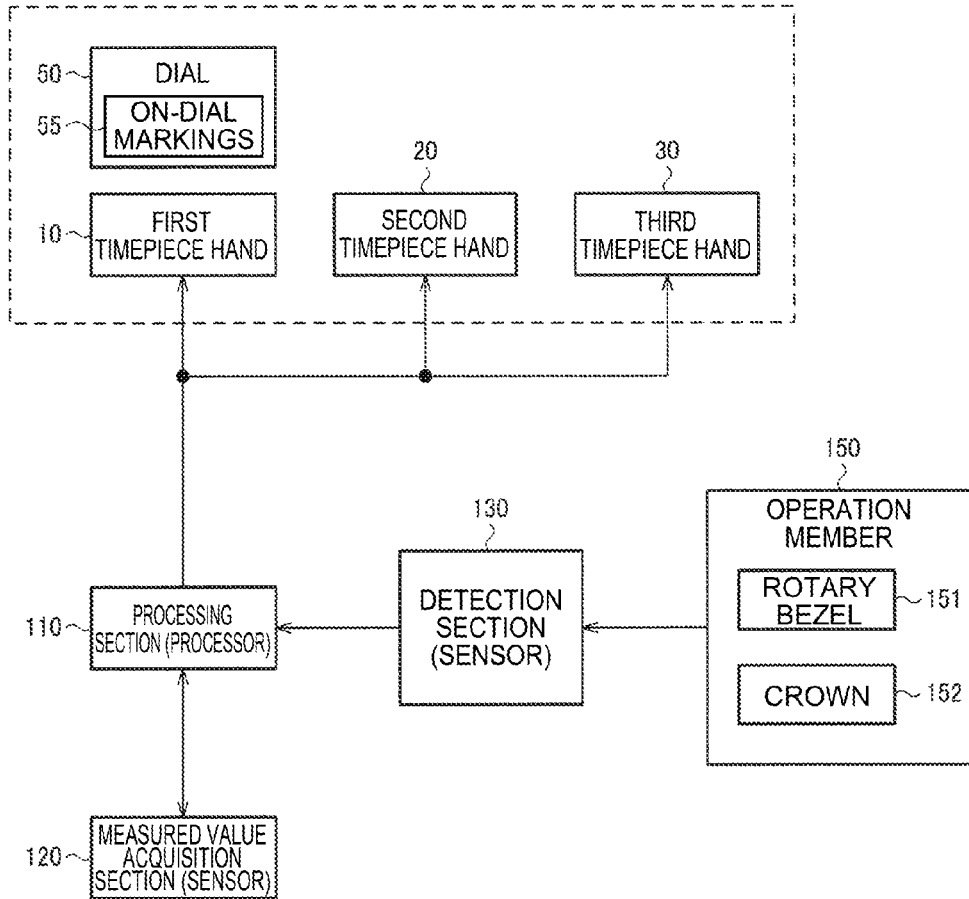 50
DIAL
55
ON-DIAL
MARKINGS
20
30
10
FIRST
TIMEPIECE HAND
SECOND
TIMEPIECE HAND
THIRD
TIMEPIECE HAND
150
130
OPERATION
MEMBER
110
PROCESSING
SECTION (PROCESSOR)
DETECTION
SECTION
(SENSOR)
ROTARY
BEZEL
151
CROWN
152
120
MEASURED VALUE
ACQUISITION
SECTION (SENSOR)